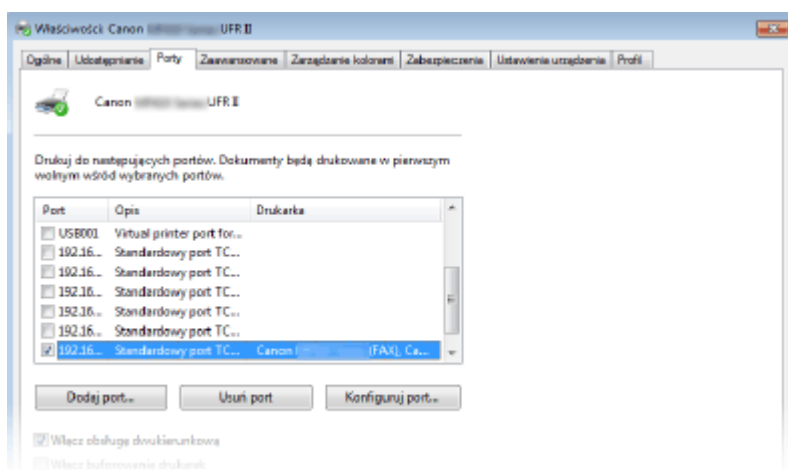 Właściwości: Canon UFR II
Ogólne Udostępnianie Porty Zaawansowane Zarządzanie kolorami Zabezpieczenia Ustawienia urządzenia Profil
Canon UFR II
Drukuj do następujących portów. Dokumenty będą drukowane w pierwszym
wolnym wśród wybranych portów.
Port Opis Drukarka
USB001 Virtual printer port for...
192.16... Standardowy port TC...
192.16... Standardowy port TC...
192.16... Standardowy port TC...
192.16... Standardowy port TC...
192.16... Standardowy port TC...
192.16... Standardowy port TC... Canon (FAX), Ca...
Dodaj port... Usuń port Konfiguruj port...
Włącz obsługę dwukierunkową
Włącz buforowanie drukarek